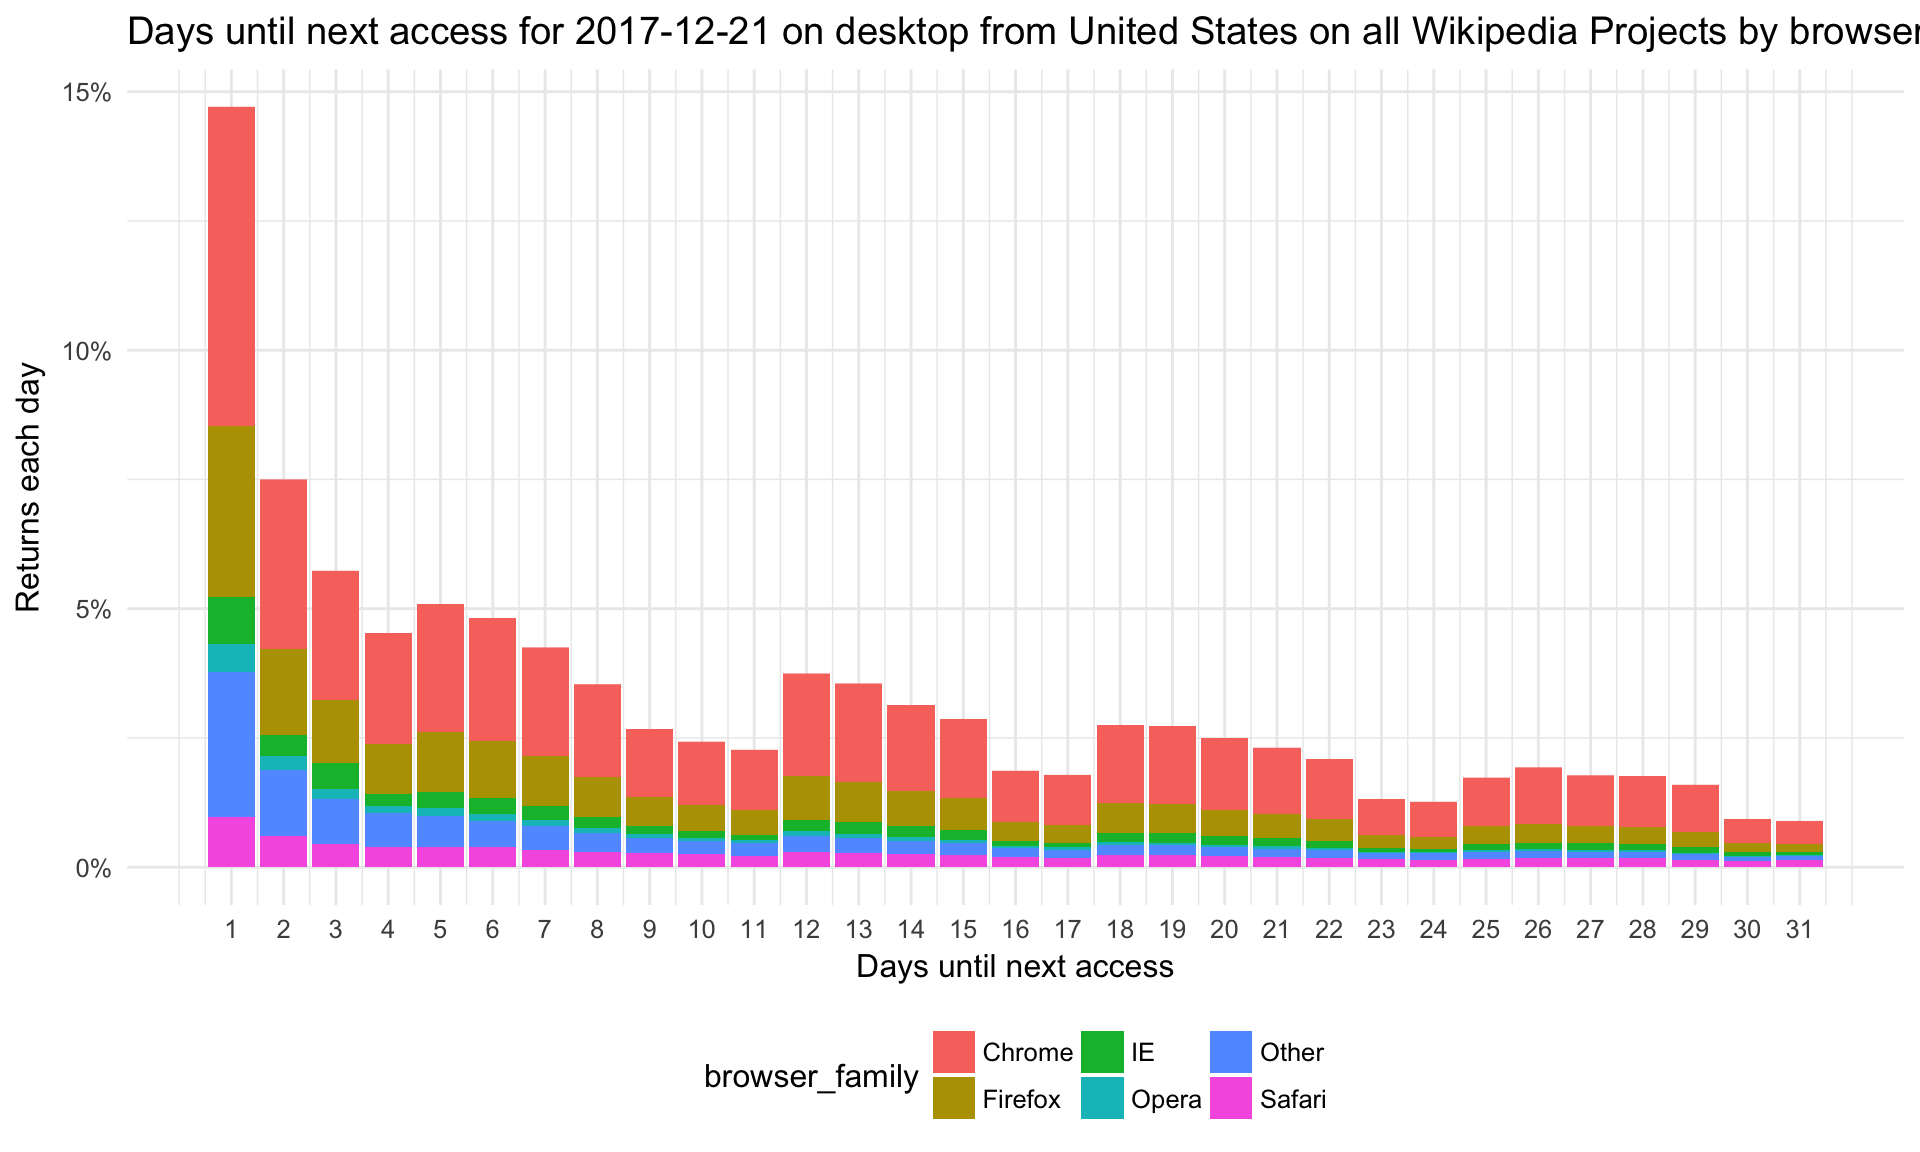 Days until next access for 2017-12-21 on desktop from United States on all Wikipedia Projects by browser
15%
10%
5%
0%
Returns each day
1 2 3 4 5 6 7 8 9 10 11 12 13 14 15 16 17 18 19 20 21 22 23 24 25 26 27 28 29 30 31
Days until next access
browser_family
Chrome IE Other
Firefox Opera Safari